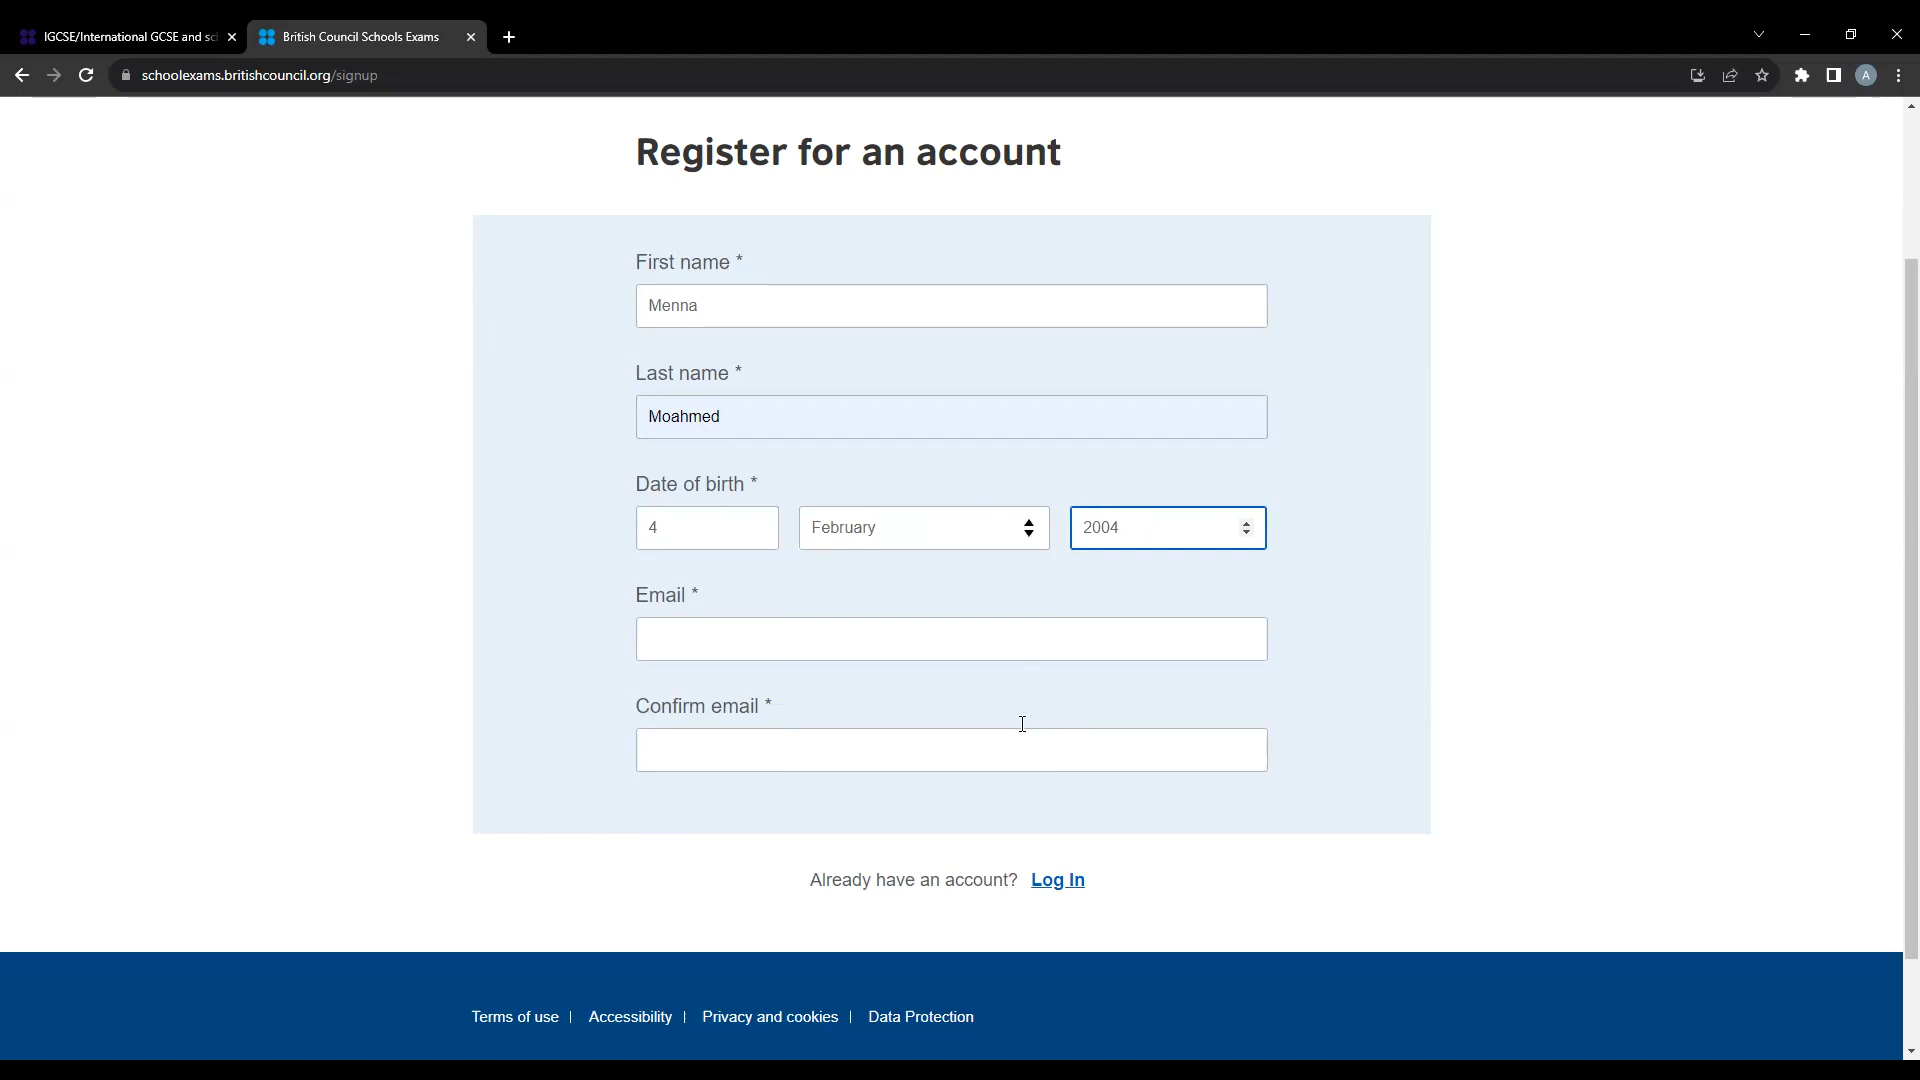 IGCSE/International GCSE and sc
British Council Schools Exams
schoolexams.britishcouncil.org/signup
A
Register for an account
First name *
Menna
Last name *
Moahmed
Date of birth *
4
February
2004
Email *
Confirm email *
Already have an account? Log In
Terms of use |
Accessibility |
Privacy and cookies |
Data Protection